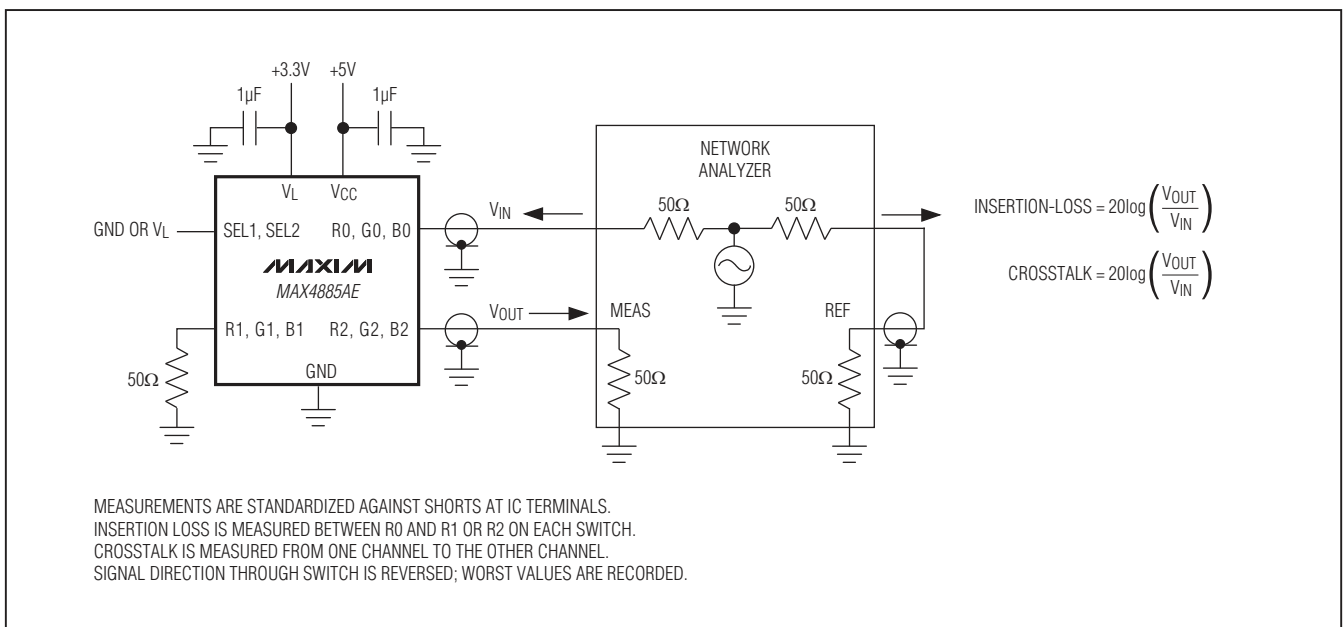 +3.3V +5V
1µF 1µF
NETWORK
ANALYZER
VL VCC
VIN
50Ω 50Ω
GND OR VL
SEL1, SEL2 R0, G0, B0
INSERTION-LOSS = 20log(VOUT/VIN)
MAXIM
MAX4885AE
CROSSTALK = 20log(VOUT/VIN)
VOUT
MEAS REF
R1, G1, B1 R2, G2, B2
50Ω
GND
50Ω 50Ω
MEASUREMENTS ARE STANDARDIZED AGAINST SHORTS AT IC TERMINALS.
INSERTION LOSS IS MEASURED BETWEEN R0 AND R1 OR R2 ON EACH SWITCH.
CROSSTALK IS MEASURED FROM ONE CHANNEL TO THE OTHER CHANNEL.
SIGNAL DIRECTION THROUGH SWITCH IS REVERSED; WORST VALUES ARE RECORDED.